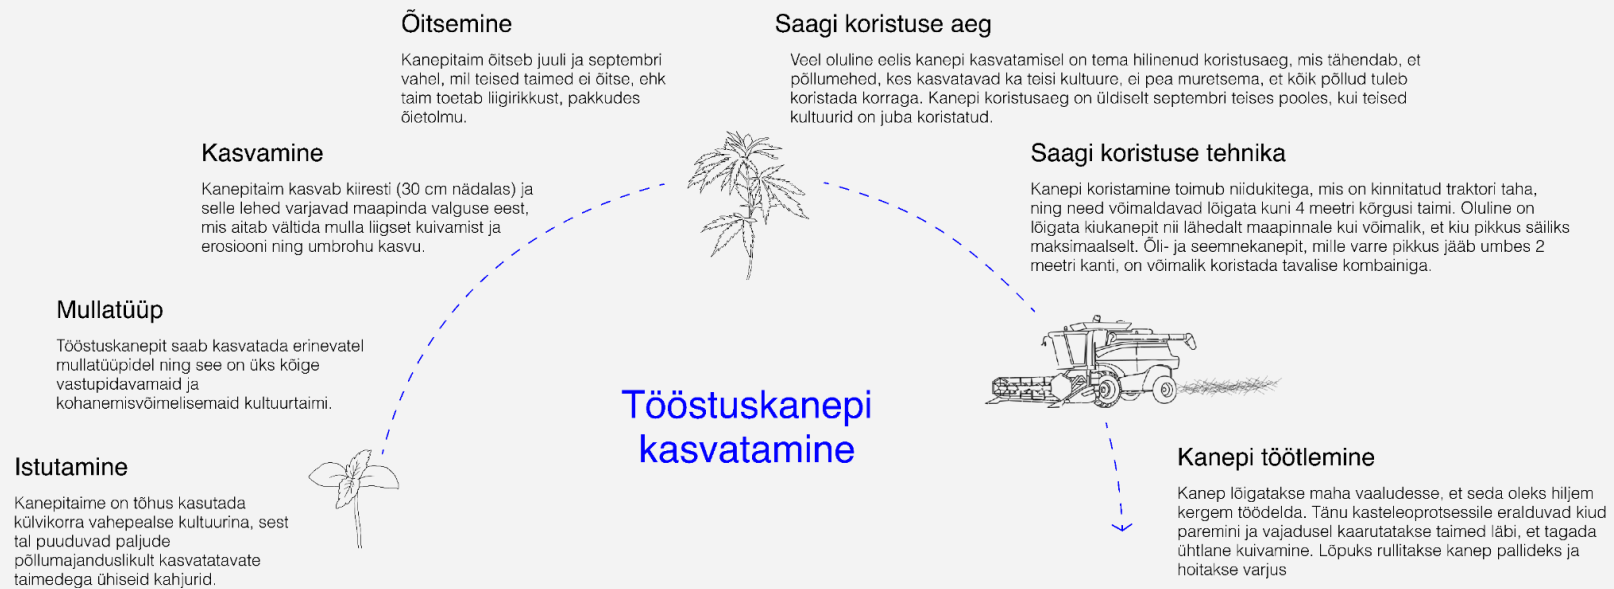 Õitsemine
Kanepitaim õitseb juuli ja septembri
vahel, mil teised taimed ei õitse, ehk
taim toetab liigirikkust, pakkudes
õietolmu.
Saagi koristuse aeg
Veel oluline eelis kanepi kasvatamisel on tema hilinenud koristusaeg, mis tähendab, et
põllumehed, kes kasvatavad ka teisi kultuure, ei pea muretsema, et kõik põllud tuleb
koristada korraga. Kanepi koristusaeg on üldiselt septembri teises pooles, kui teised
kultuurid on juba koristatud.
Kasvamine
Kanepitaim kasvab kiiresti (30 cm nädalas) ja
selle lehed varjavad maapinda valguse eest,
mis aitab vältida mulla liigset kuivamist ja
erosiooni ning umbrohu kasvu.
Saagi koristuse tehnika
Kanepi koristamine toimub niidukitega, mis on kinnitatud traktori taha,
ning need võimaldavad lõigata kuni 4 meetri kõrgusi taimi. Oluline on
lõigata kiukanepit nii lähedalt maapinnale kui võimalik, et kiu pikkus säiliks
maksimaalselt. Õli- ja seemnekanepit, mille varre pikkus jääb umbes 2
meetri kanti, on võimalik koristada tavalise kombainiga.
Mullatüüp
Tööstuskanepit saab kasvatada erinevatel
mullatüüpidel ning see on üks kõige
vastupidavamaid ja
kohanemisvõimelisemaid kultuurtaimi.
Tööstuskanepi
kasvatamine
Istutamine
Kanepitaime on tõhus kasutada
külvikorra vahepealse kultuurina, sest
tal puuduvad paljude
põllumajanduslikult kasvatatavate
taimedega ühiseid kahjurid.
Kanepi töötlemine
Kanep lõigatakse maha vaaludesse, et seda oleks hiljem
kergem töödelda. Tänu kasteleoprotsessile eralduvad kiud
paremini ja vajadusel kaarutatakse taimed läbi, et tagada
ühtlane kuivamine. Lõpuks rullitakse kanep pallideks ja
hoitakse varjus